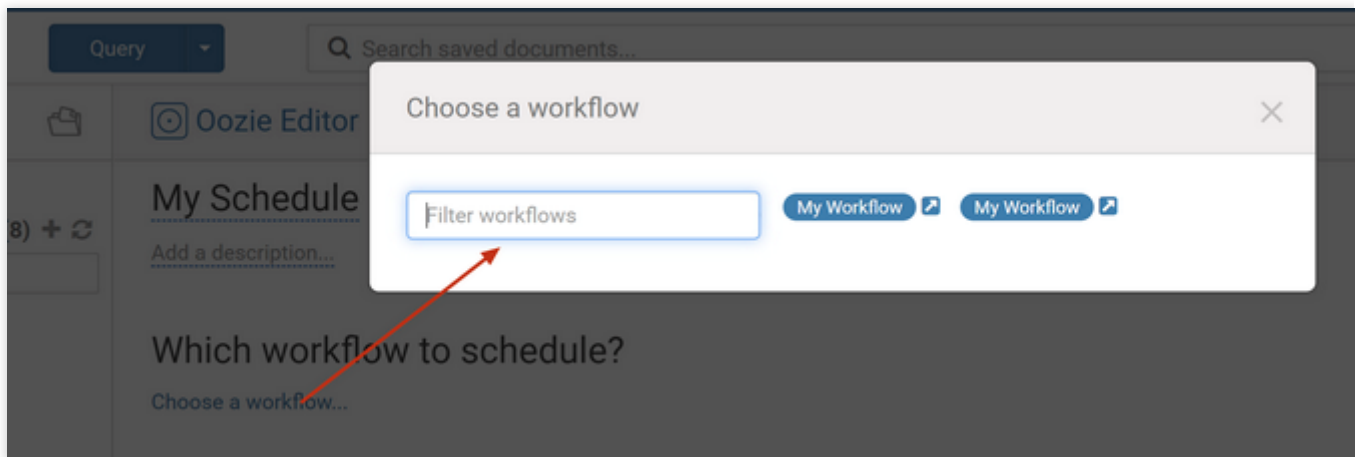 Query
Search saved documents...
Choose a workflow
Oozie Editor
My Schedule
Filter workflows
My Workflow My Workflow
8)
Add a description...
Which workflow to schedule?
Choose a workflow...